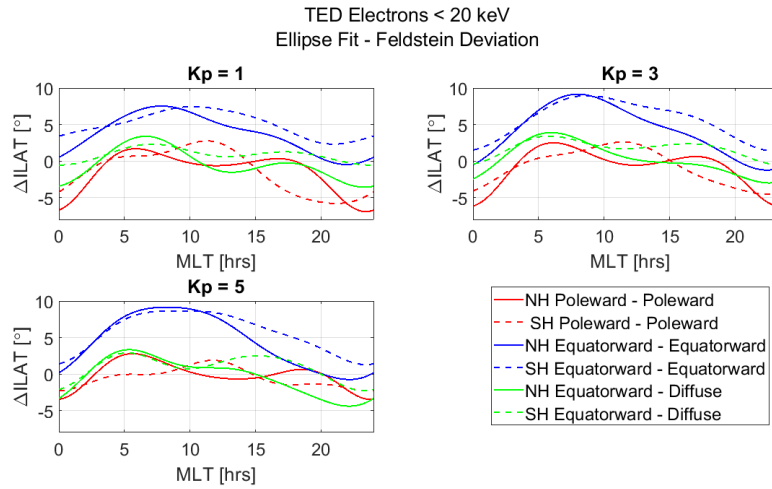 TED Electrons < 20 keV
Ellipse Fit - Feldstein Deviation
Kp = 1
ΔILAT [°]
10
5
0
-5
0 5 10 15 20
MLT [hrs]
Kp = 3
ΔILAT [°]
10
5
0
-5
0 5 10 15 20
MLT [hrs]
Kp = 5
ΔILAT [°]
10
5
0
-5
0 5 10 15 20
MLT [hrs]
NH Poleward - Poleward
SH Poleward - Poleward
NH Equatorward - Equatorward
SH Equatorward - Equatorward
NH Equatorward - Diffuse
SH Equatorward - Diffuse